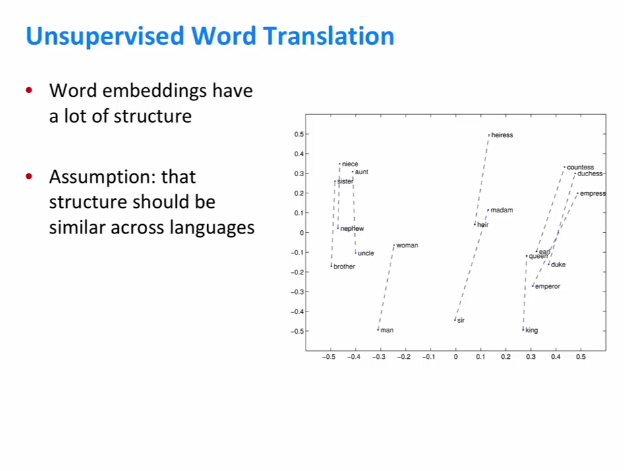 Unsupervised Word Translation
• Word embeddings have
a lot of structure
• Assumption: that
structure should be
similar across languages
0.5
0.4
0.3
0.2
0.1
0
−0.1
−0.2
−0.3
−0.4
−0.5
−0.5 −0.4 −0.3 −0.2 −0.1 0 0.1 0.2 0.3 0.4 0.5
heiress
niece
aunt
sister
countess
duchess
empress
madam
heir
nephew
woman
uncle
earl
queen
duke
brother
emperor
sir
man
king